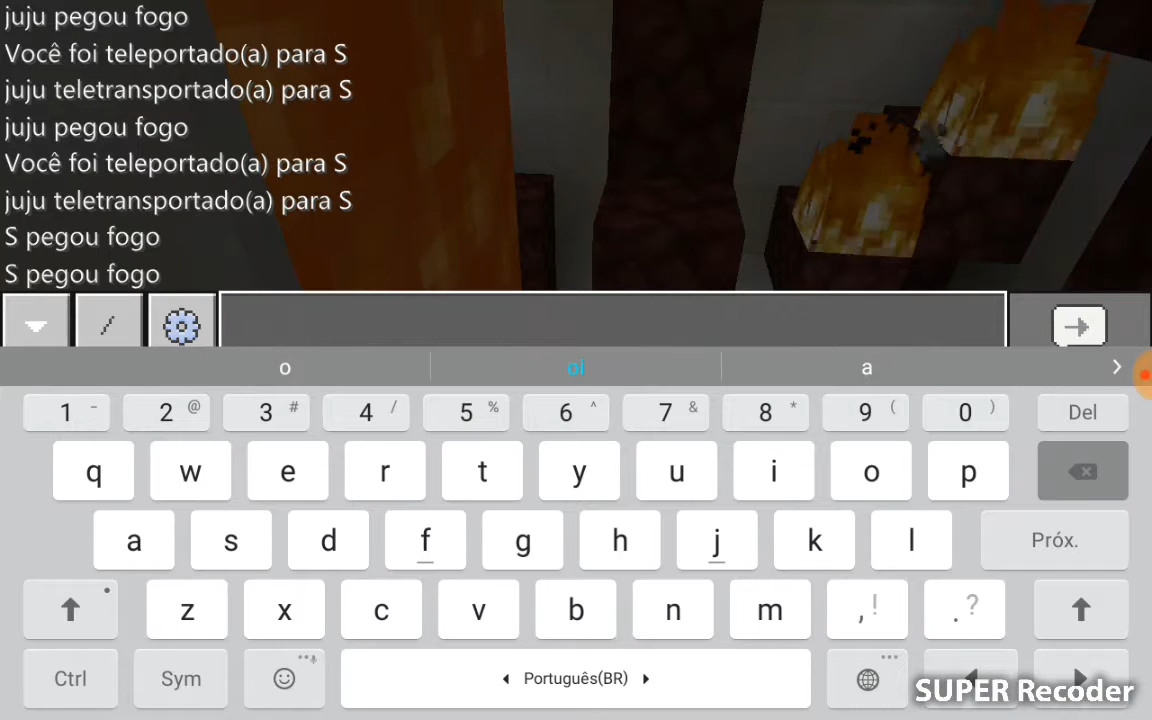 juju pegou fogo
Você foi teleportado(a) para S
juju teletransportado(a) para S
juju pegou fogo
Você foi teleportado(a) para S
juju teletransportado(a) para S
S pegou fogo
S pegou fogo
/
o oi a >
1 - 2 @ 3 # 4 / 5 % 6 ^ 7 & 8 * 9 ( 0 ) Del
q w e r t y u i o p
a s d f g h j k l Próx.
z x c v b n m , ! . ?
Ctrl Sym Português(BR)
SUPER Recoder